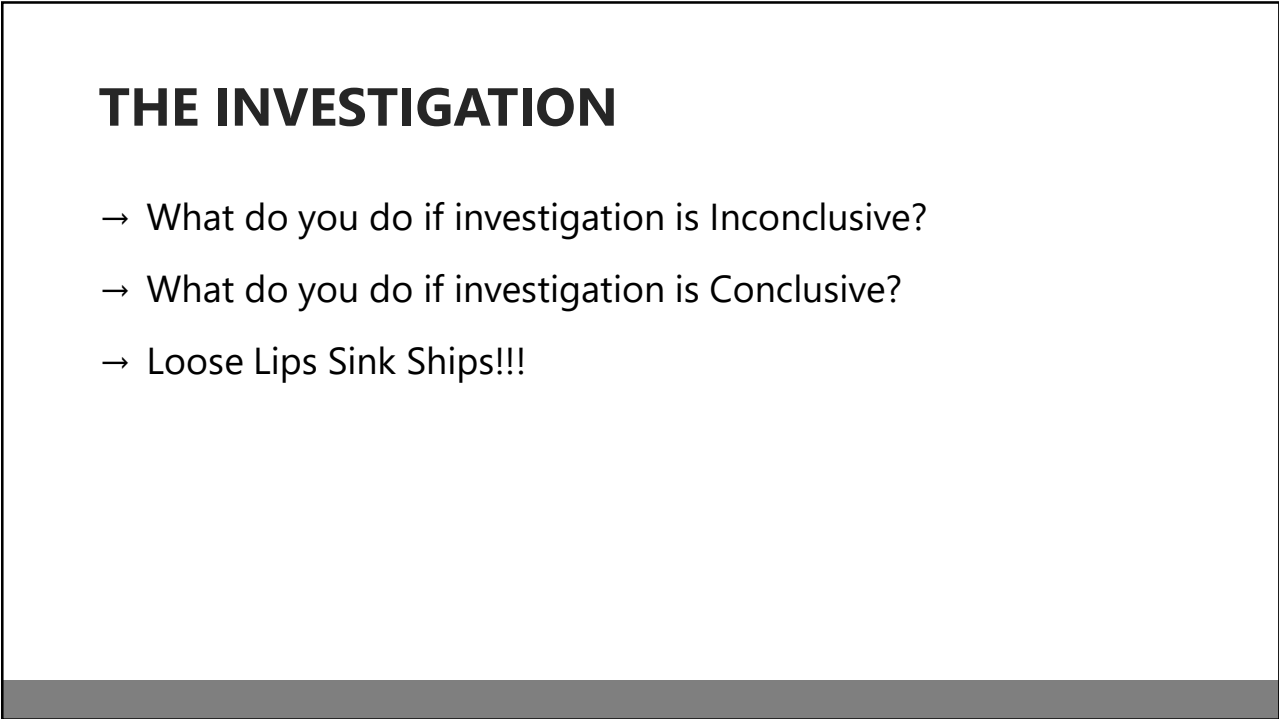 THE INVESTIGATION
→ What do you do if investigation is Inconclusive?
→ What do you do if investigation is Conclusive?
→ Loose Lips Sink Ships!!!